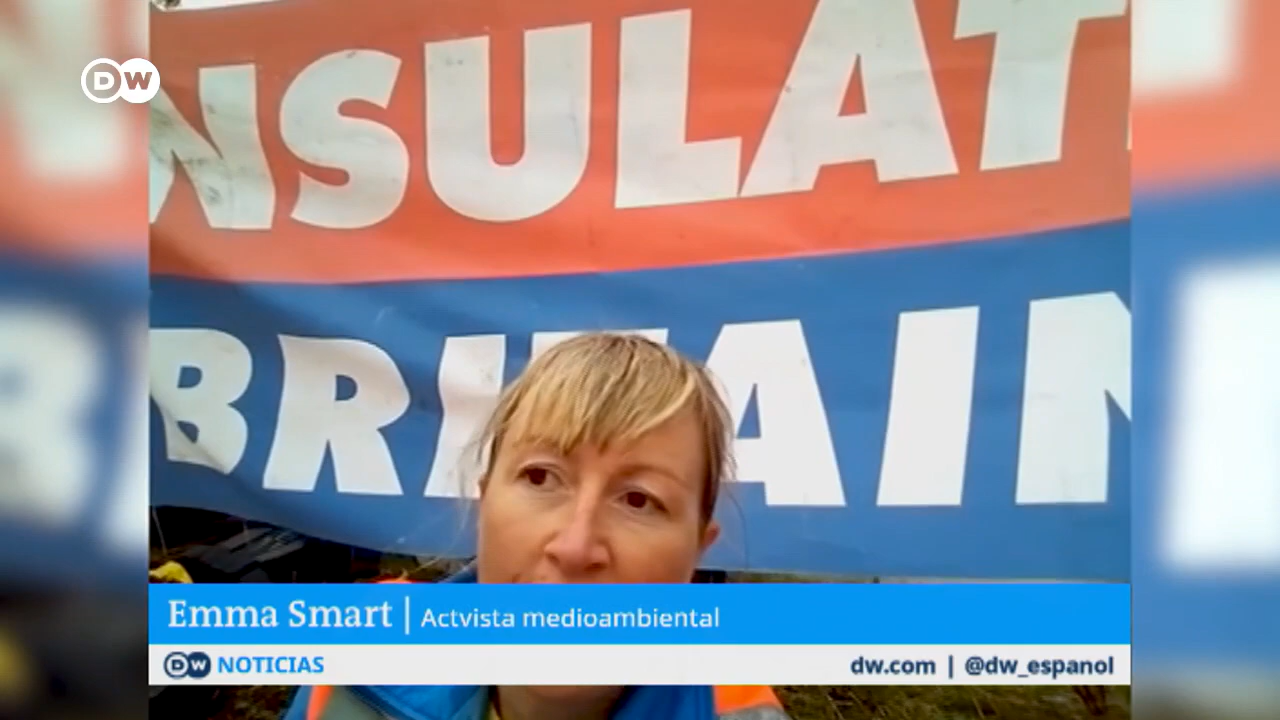 DW
NSULAT
BRITAIN
Emma Smart | Actvista medioambiental
DW NOTICIAS
dw.com | @dw_espanol